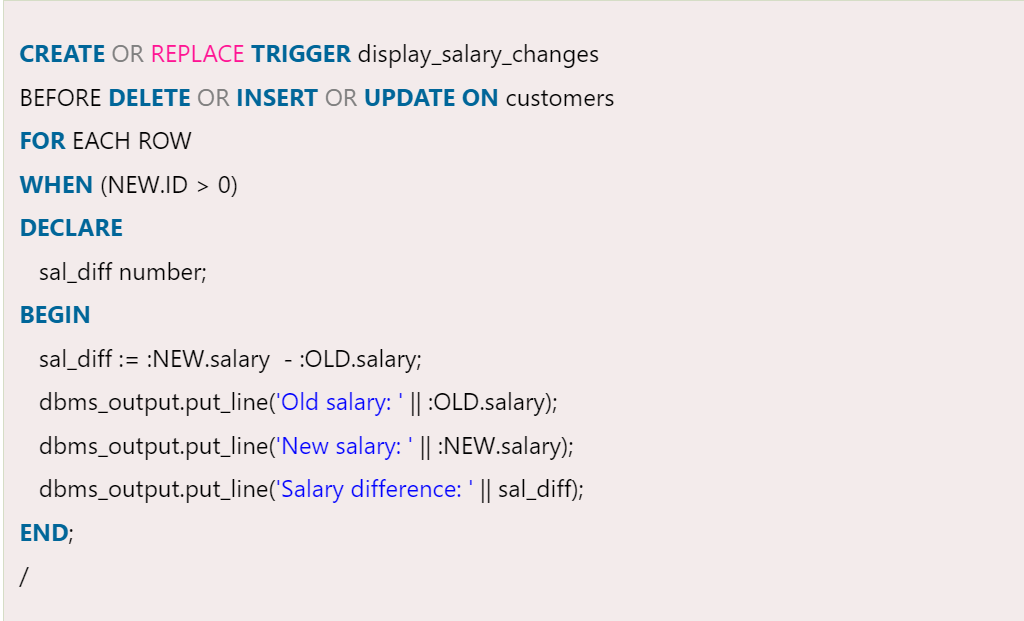 CREATE OR REPLACE TRIGGER display_salary_changes
BEFORE DELETE OR INSERT OR UPDATE ON customers
FOR EACH ROW
WHEN (NEW.ID > 0)
DECLARE
   sal_diff number;
BEGIN
   sal_diff := :NEW.salary  - :OLD.salary;
   dbms_output.put_line('Old salary: ' || :OLD.salary);
   dbms_output.put_line('New salary: ' || :NEW.salary);
   dbms_output.put_line('Salary difference: ' || sal_diff);
END;
/